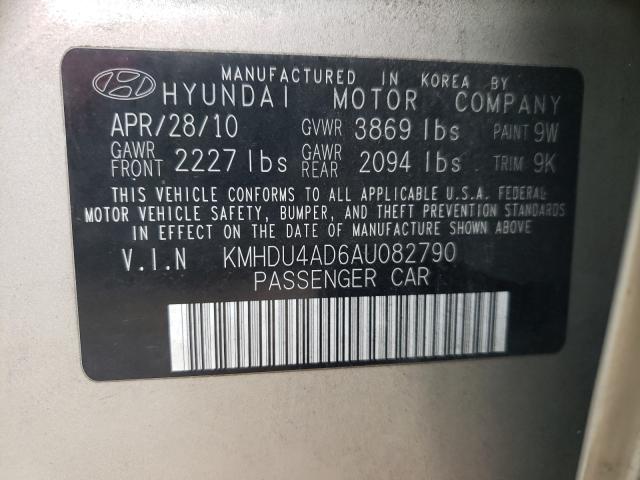 MANUFACTURED IN KOREA BY
HYUNDAI MOTOR COMPANY
APR/28/10 GVWR 3869 lbs PAINT 9W
GAWR FRONT 2227 lbs GAWR REAR 2094 lbs TRIM 9K
THIS VEHICLE CONFORMS TO ALL APPLICABLE U.S.A. FEDERAL
MOTOR VEHICLE SAFETY, BUMPER, AND THEFT PREVENTION STANDARDS
IN EFFECT ON THE DATE OF MANUFACTURE SHOWN ABOVE
V.I.N KMHDU4AD6AU082790
PASSENGER CAR